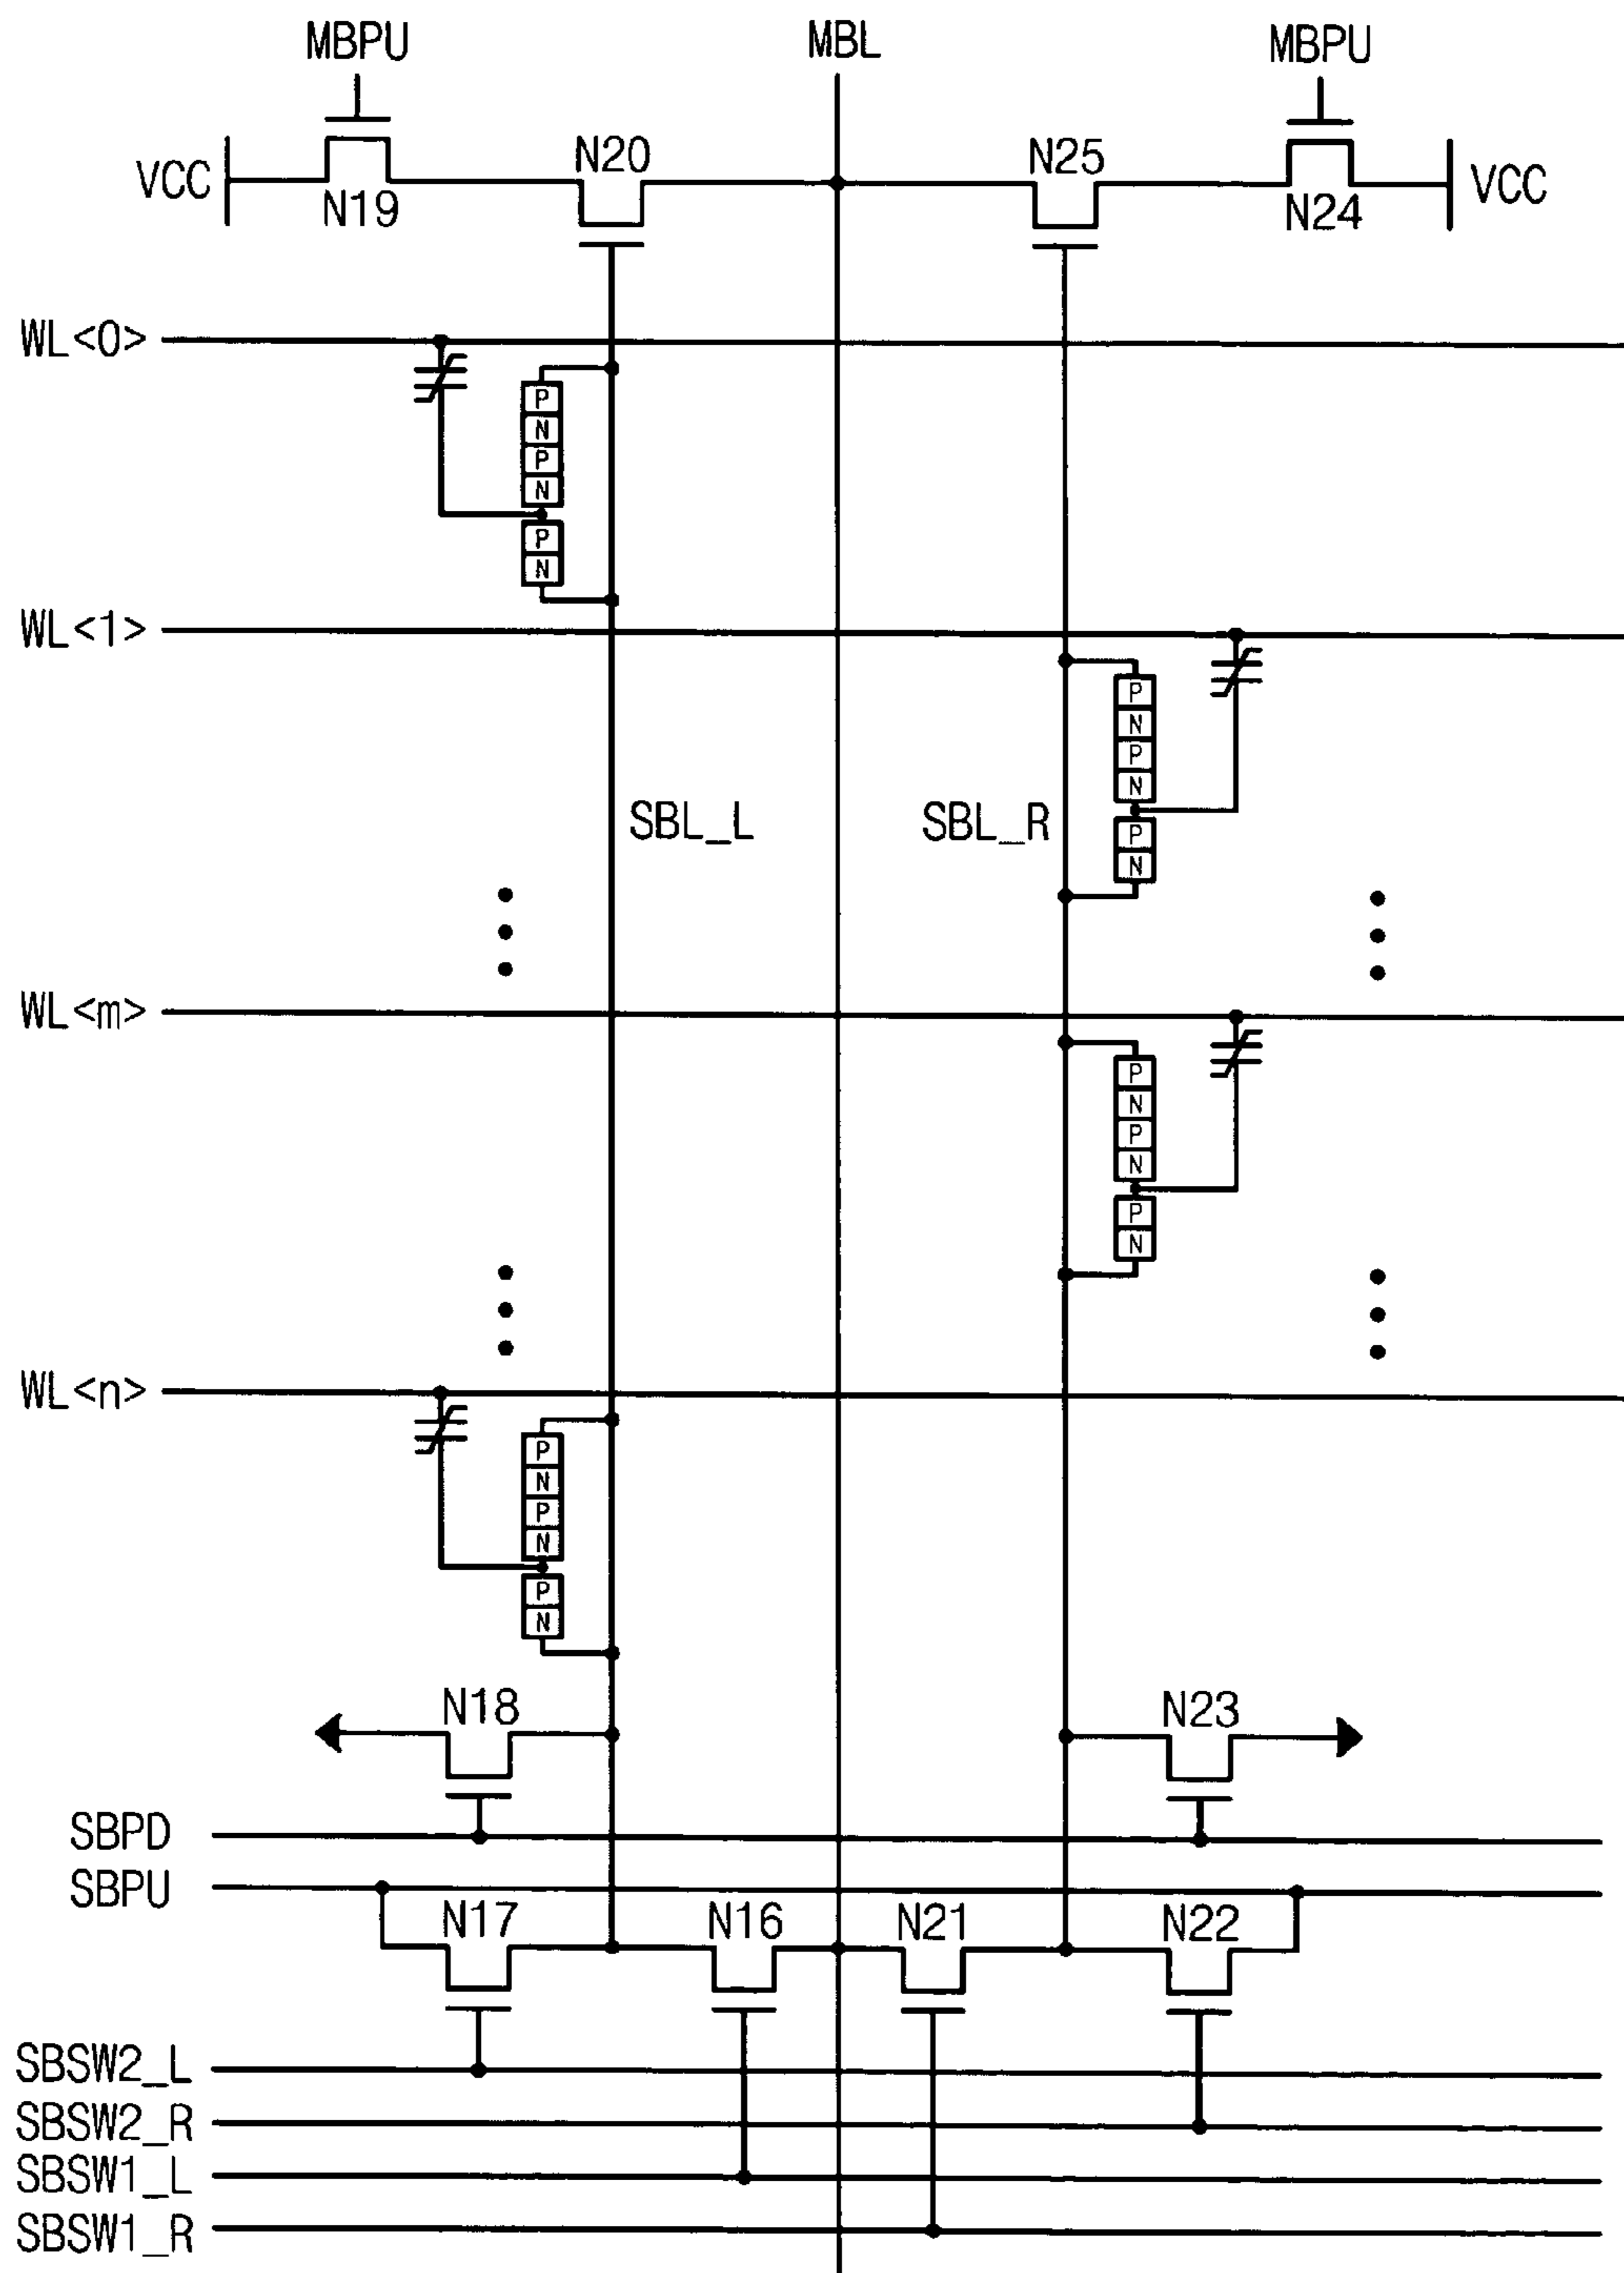 MBPU MBL MBPU
VCC N19 N20 N25 N24 VCC
WL<0>
P
N
P
N
P
N
WL<1>
P
N
P
N
P
N
SBL_L SBL_R
WL<m>
P
N
P
N
P
N
WL<n>
P
N
P
N
P
N
N18 N23
SBPD
SBPU
N17 N16 N21 N22
SBSW2_L
SBSW2_R
SBSW1_L
SBSW1_R